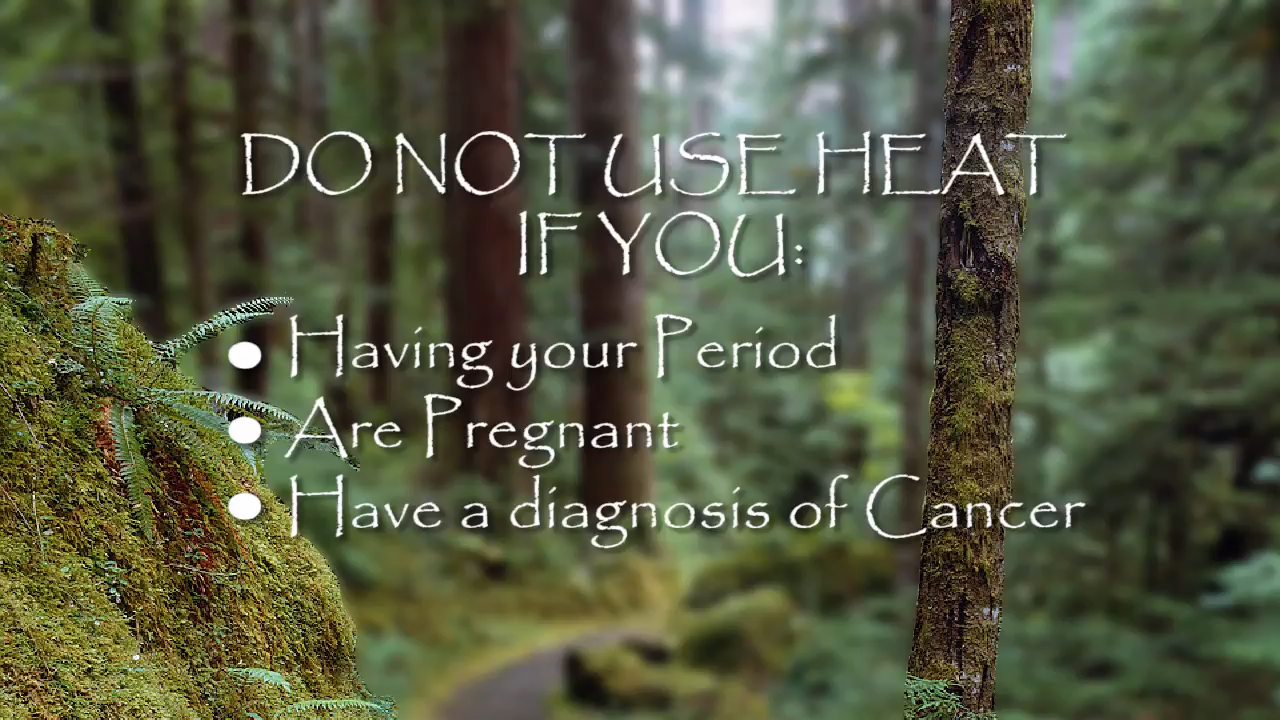 DO NOT USE HEAT
IF YOU:
• Having your Period
• Are Pregnant
• Have a diagnosis of Cancer